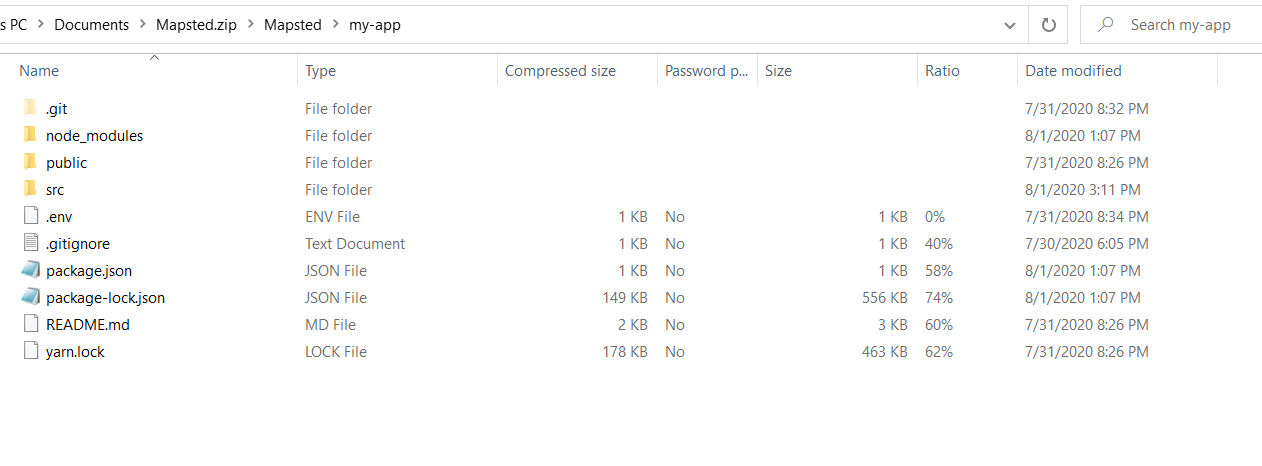 s PC > Documents > Mapsted.zip > Mapsted > my-app Search my-app
Name Type Compressed size Password p... Size Ratio Date modified
.git File folder 7/31/2020 8:32 PM
node_modules File folder 8/1/2020 1:07 PM
public File folder 7/31/2020 8:26 PM
src File folder 8/1/2020 3:11 PM
.env ENV File 1 KB No 1 KB 0% 7/31/2020 8:34 PM
.gitignore Text Document 1 KB No 1 KB 40% 7/30/2020 6:05 PM
package.json JSON File 1 KB No 1 KB 58% 8/1/2020 1:07 PM
package-lock.json JSON File 149 KB No 556 KB 74% 8/1/2020 1:07 PM
README.md MD File 2 KB No 3 KB 60% 7/31/2020 8:26 PM
yarn.lock LOCK File 178 KB No 463 KB 62% 7/31/2020 8:26 PM